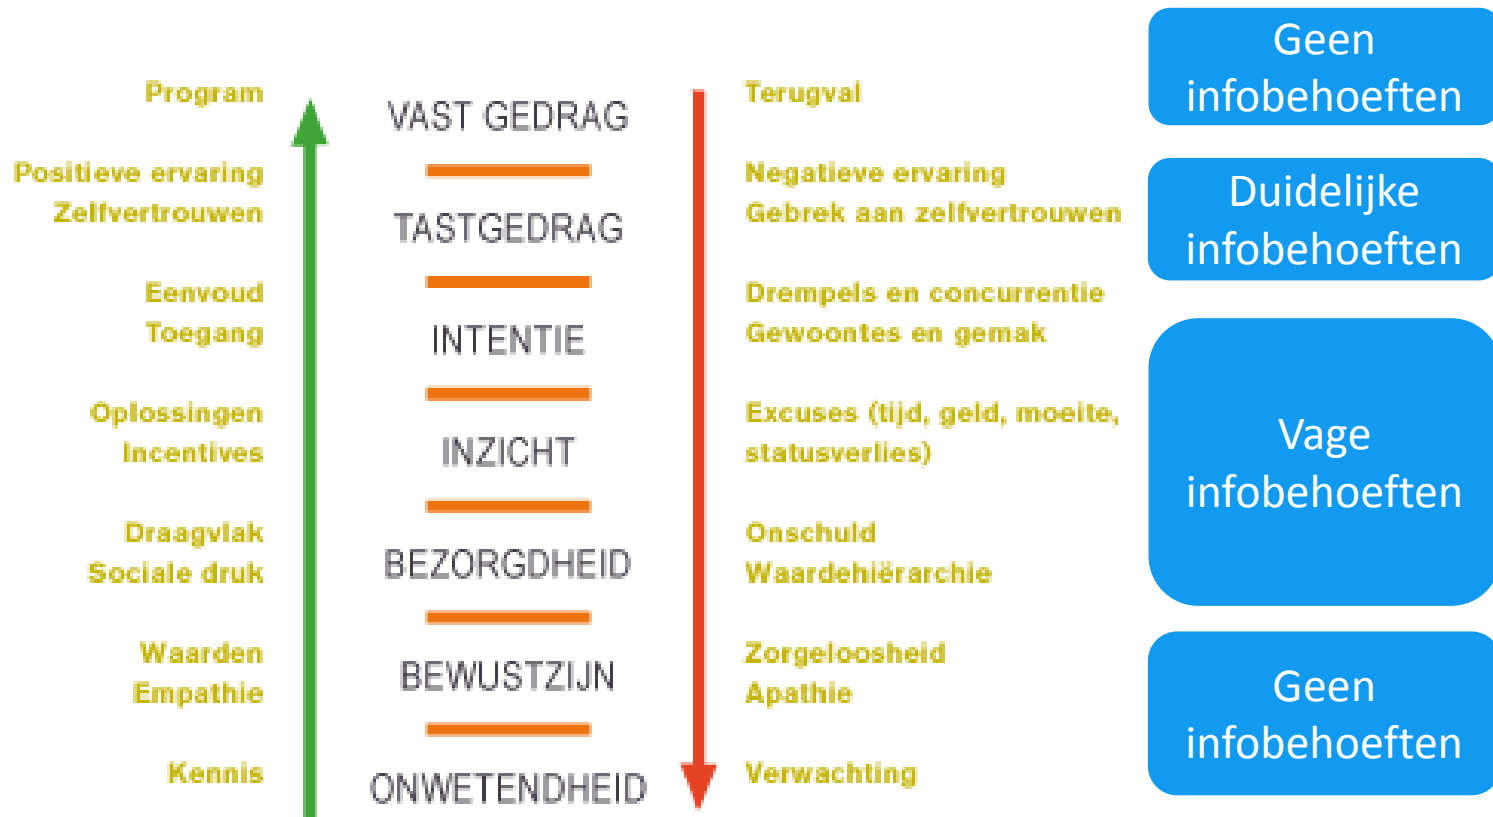 Program
Positieve ervaring
Zelfvertrouwen
Eenvoud
Toegang
Oplossingen
Incentives
Draagvlak
Sociale druk
Waarden
Empathie
Kennis
VAST GEDRAG
TASTGEDRAG
INTENTIE
INZICHT
BEZORGDHEID
BEWUSTZIJN
ONWETENDHEID
Terugval
Negatieve ervaring
Gebrek aan zelfvertrouwen
Drempels en concurrentie
Gewoontes en gemak
Excuses (tijd, geld, moeite,
statusverlies)
Onschuld
Waardehiërarchie
Zorgeloosheid
Apathie
Verwachting
Geen
infobehoeften
Duidelijke
infobehoeften
Vage
infobehoeften
Geen
infobehoeften